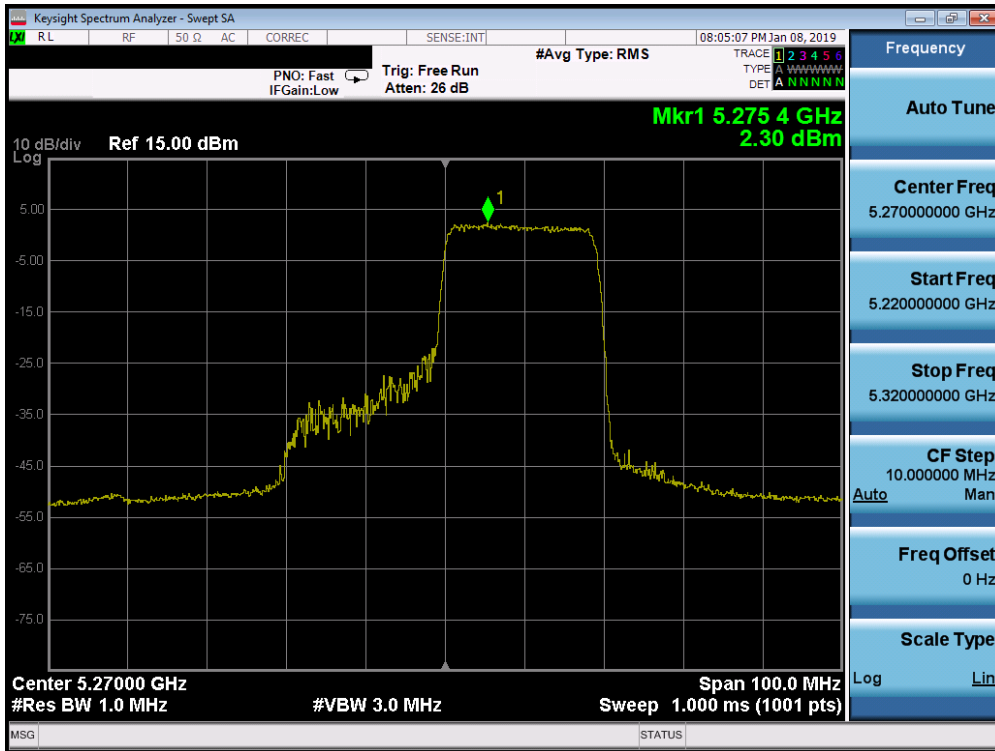 Keysight Spectrum Analyzer - Swept SA
LXI RL RF 50 Ω AC CORREC SENSE:INT 08:05:07 PM Jan 08, 2019
#Avg Type: RMS TRACE 1 2 3 4 5 6
PNO: Fast Trig: Free Run TYPE A WWWWW
IFGain:Low Atten: 26 dB DET A N N N N N
Mkr1 5.275 4 GHz
2.30 dBm
10 dB/div Ref 15.00 dBm
Log
1
5.00
-5.00
-15.0
-25.0
-35.0
-45.0
-55.0
-65.0
-75.0
Center 5.27000 GHz Span 100.0 MHz
#Res BW 1.0 MHz #VBW 3.0 MHz Sweep 1.000 ms (1001 pts)
MSG STATUS
Frequency
Auto Tune
Center Freq
5.270000000 GHz
Start Freq
5.220000000 GHz
Stop Freq
5.320000000 GHz
CF Step
10.000000 MHz
Auto Man
Freq Offset
0 Hz
Scale Type
Log Lin